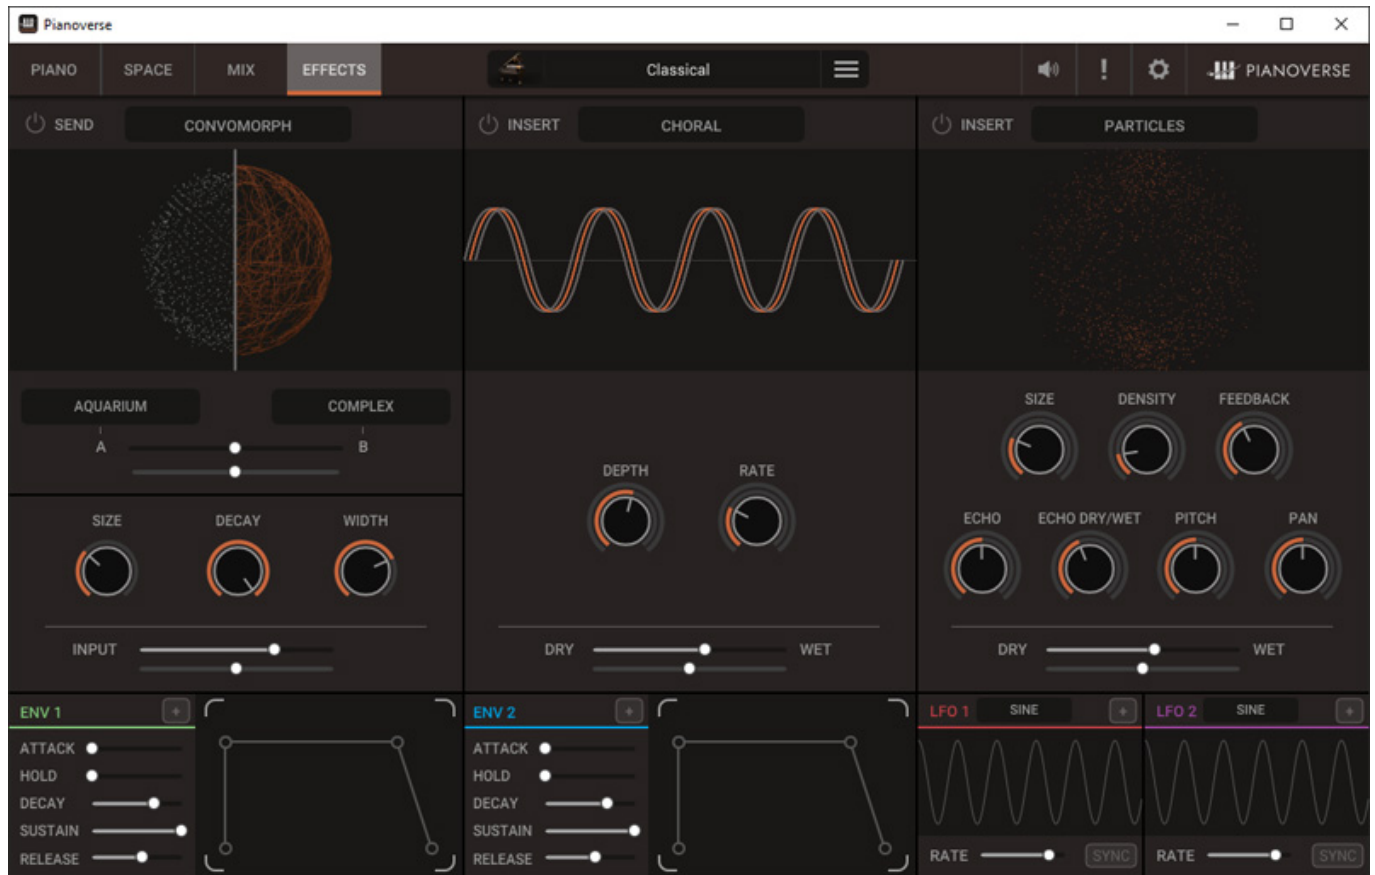 Pianoverse
PIANO SPACE MIX EFFECTS Classical ! PIANOVERSE
SEND CONVOMORPH INSERT CHORAL INSERT PARTICLES
AQUARIUM COMPLEX
A B
SIZE DECAY WIDTH
INPUT
DEPTH RATE
DRY WET
SIZE DENSITY FEEDBACK
ECHO ECHO DRY/WET PITCH PAN
DRY WET
ENV 1 +
ATTACK
HOLD
DECAY
SUSTAIN
RELEASE
ENV 2 +
ATTACK
HOLD
DECAY
SUSTAIN
RELEASE
LFO 1 SINE +
RATE SYNC
LFO 2 SINE +
RATE SYNC